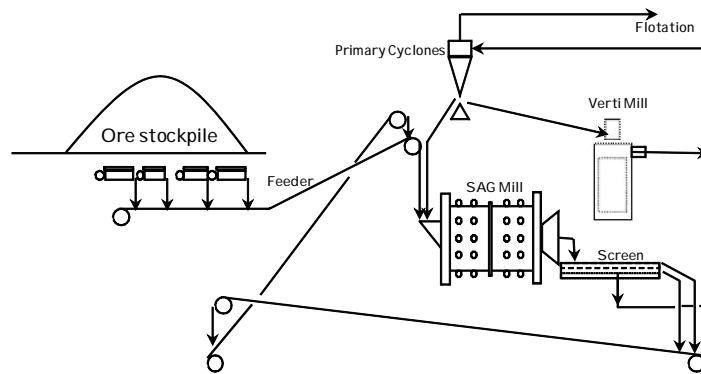 Flotation
Primary Cyclones
Verti Mill
Ore stockpile
Feeder
SAG Mill
Screen